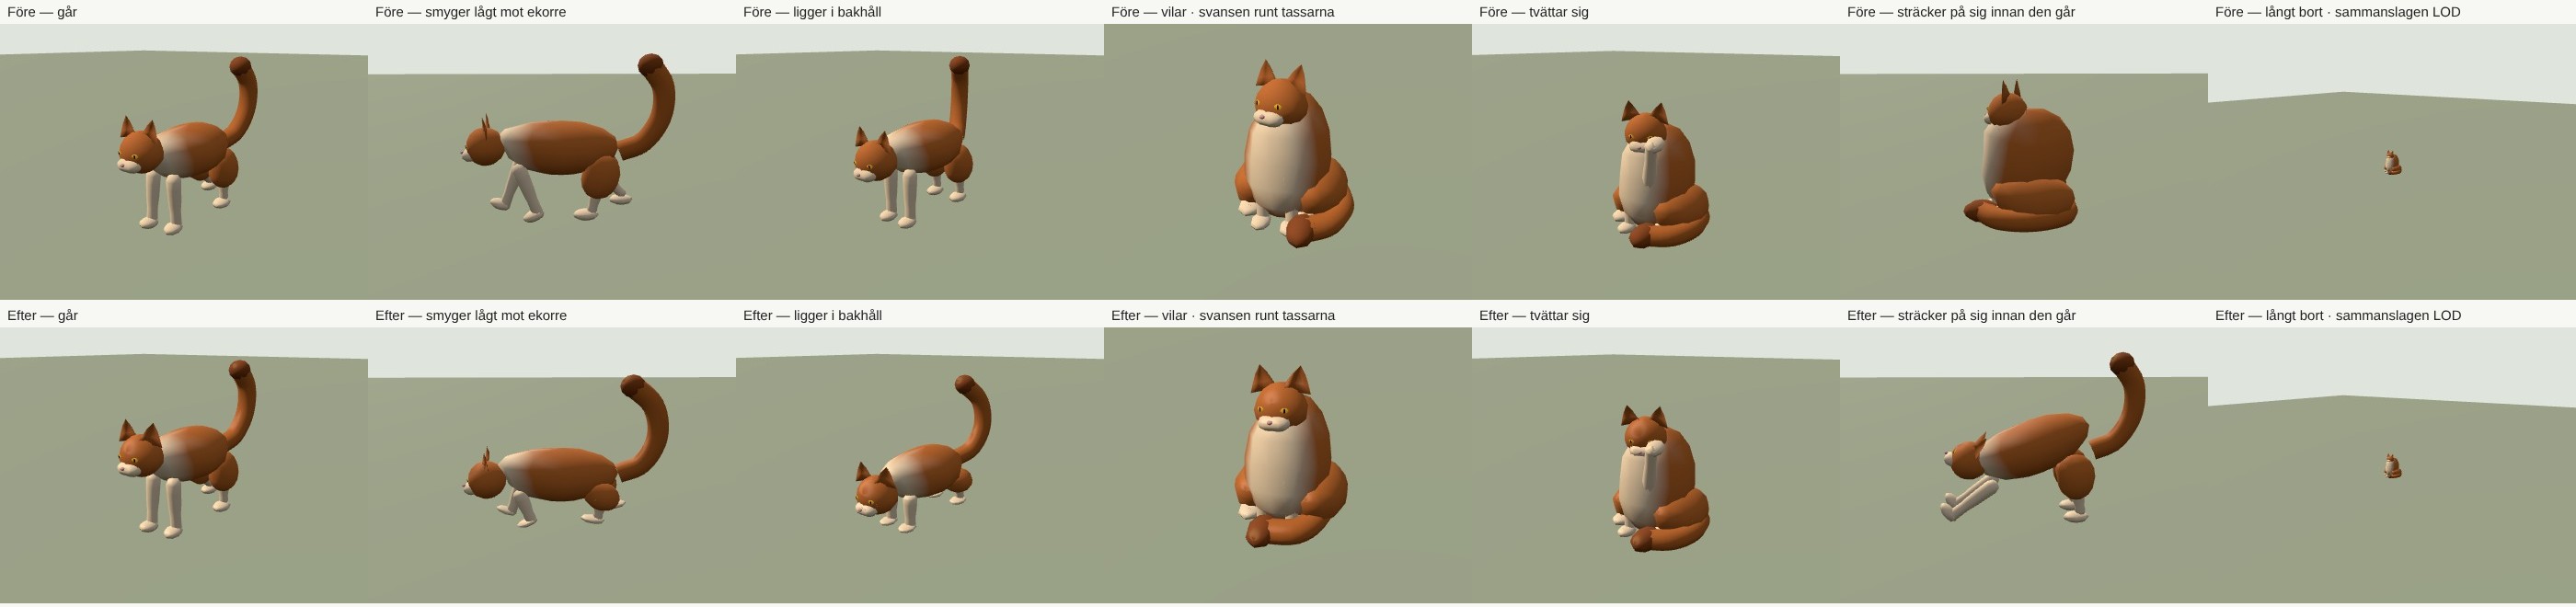 Före — går
Före — smyger lågt mot ekorre
Före — ligger i bakhåll
Före — vilar · svansen runt tassarna
Före — tvättar sig
Före — sträcker på sig innan den går
Före — långt bort · sammanslagen LOD
Efter — går
Efter — smyger lågt mot ekorre
Efter — ligger i bakhåll
Efter — vilar · svansen runt tassarna
Efter — tvättar sig
Efter — sträcker på sig innan den går
Efter — långt bort · sammanslagen LOD